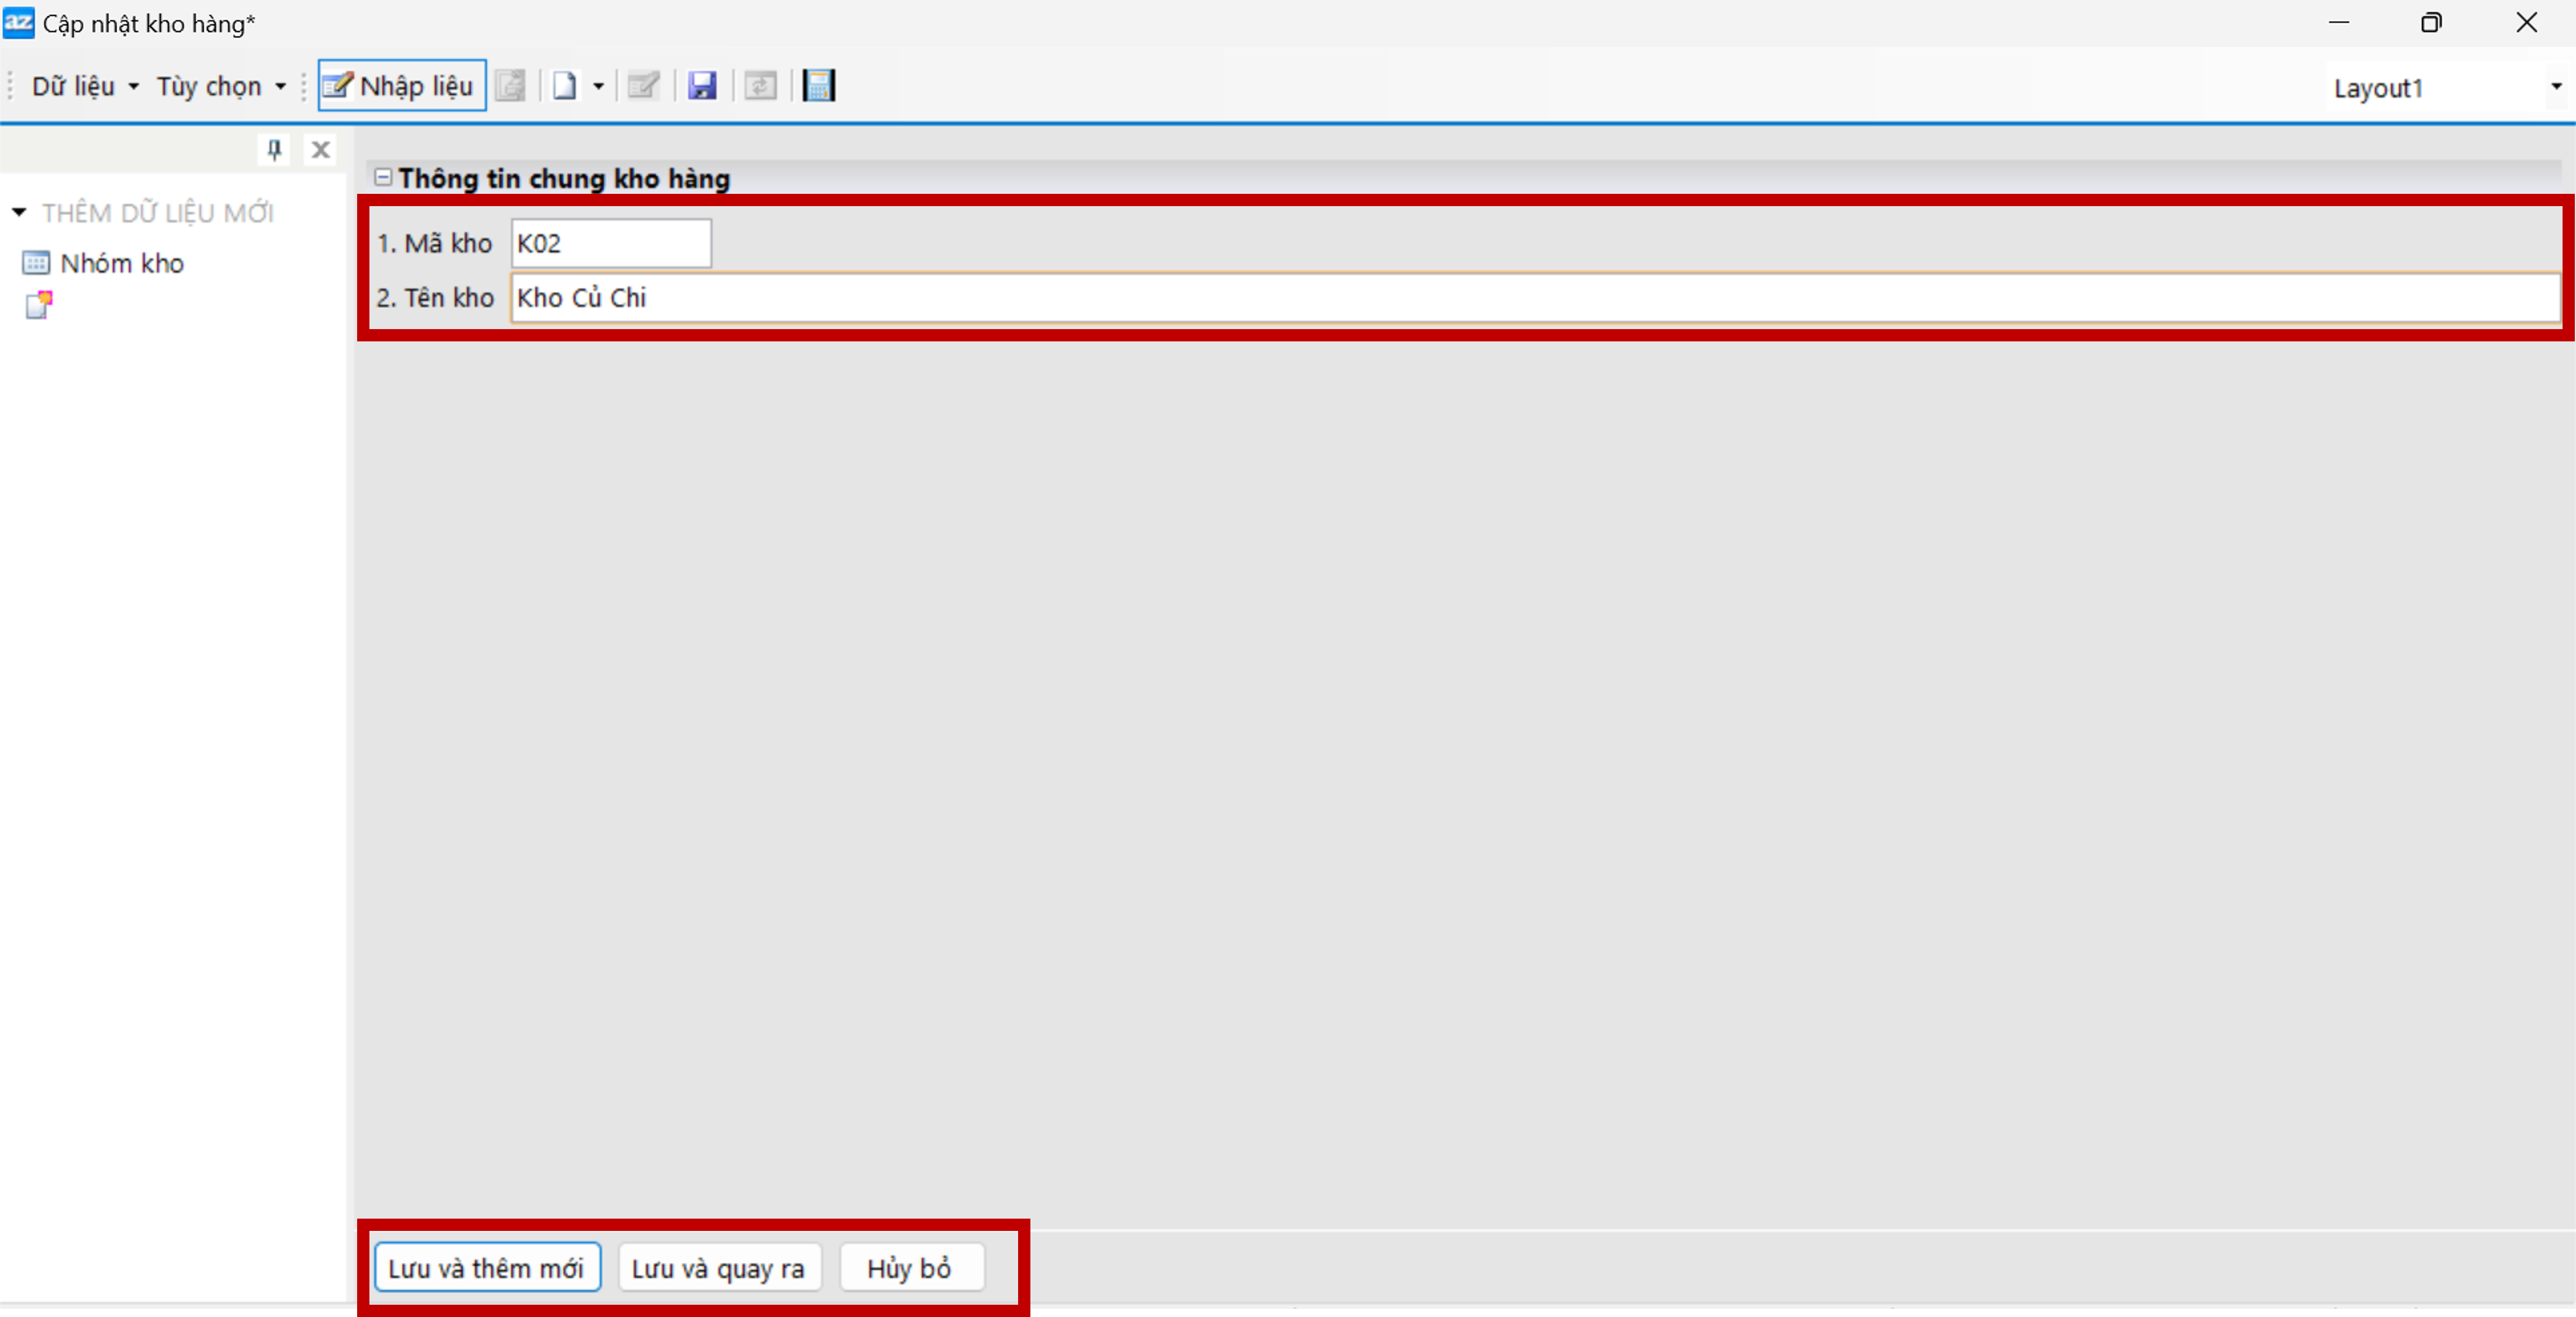 az Cập nhật kho hàng*
Dữ liệu Tùy chọn Nhập liệu Layout1
THÊM DỮ LIỆU MỚI
Nhóm kho
Thông tin chung kho hàng
1. Mã kho K02
2. Tên kho Kho Củ Chi
Lưu và thêm mới Lưu và quay ra Hủy bỏ